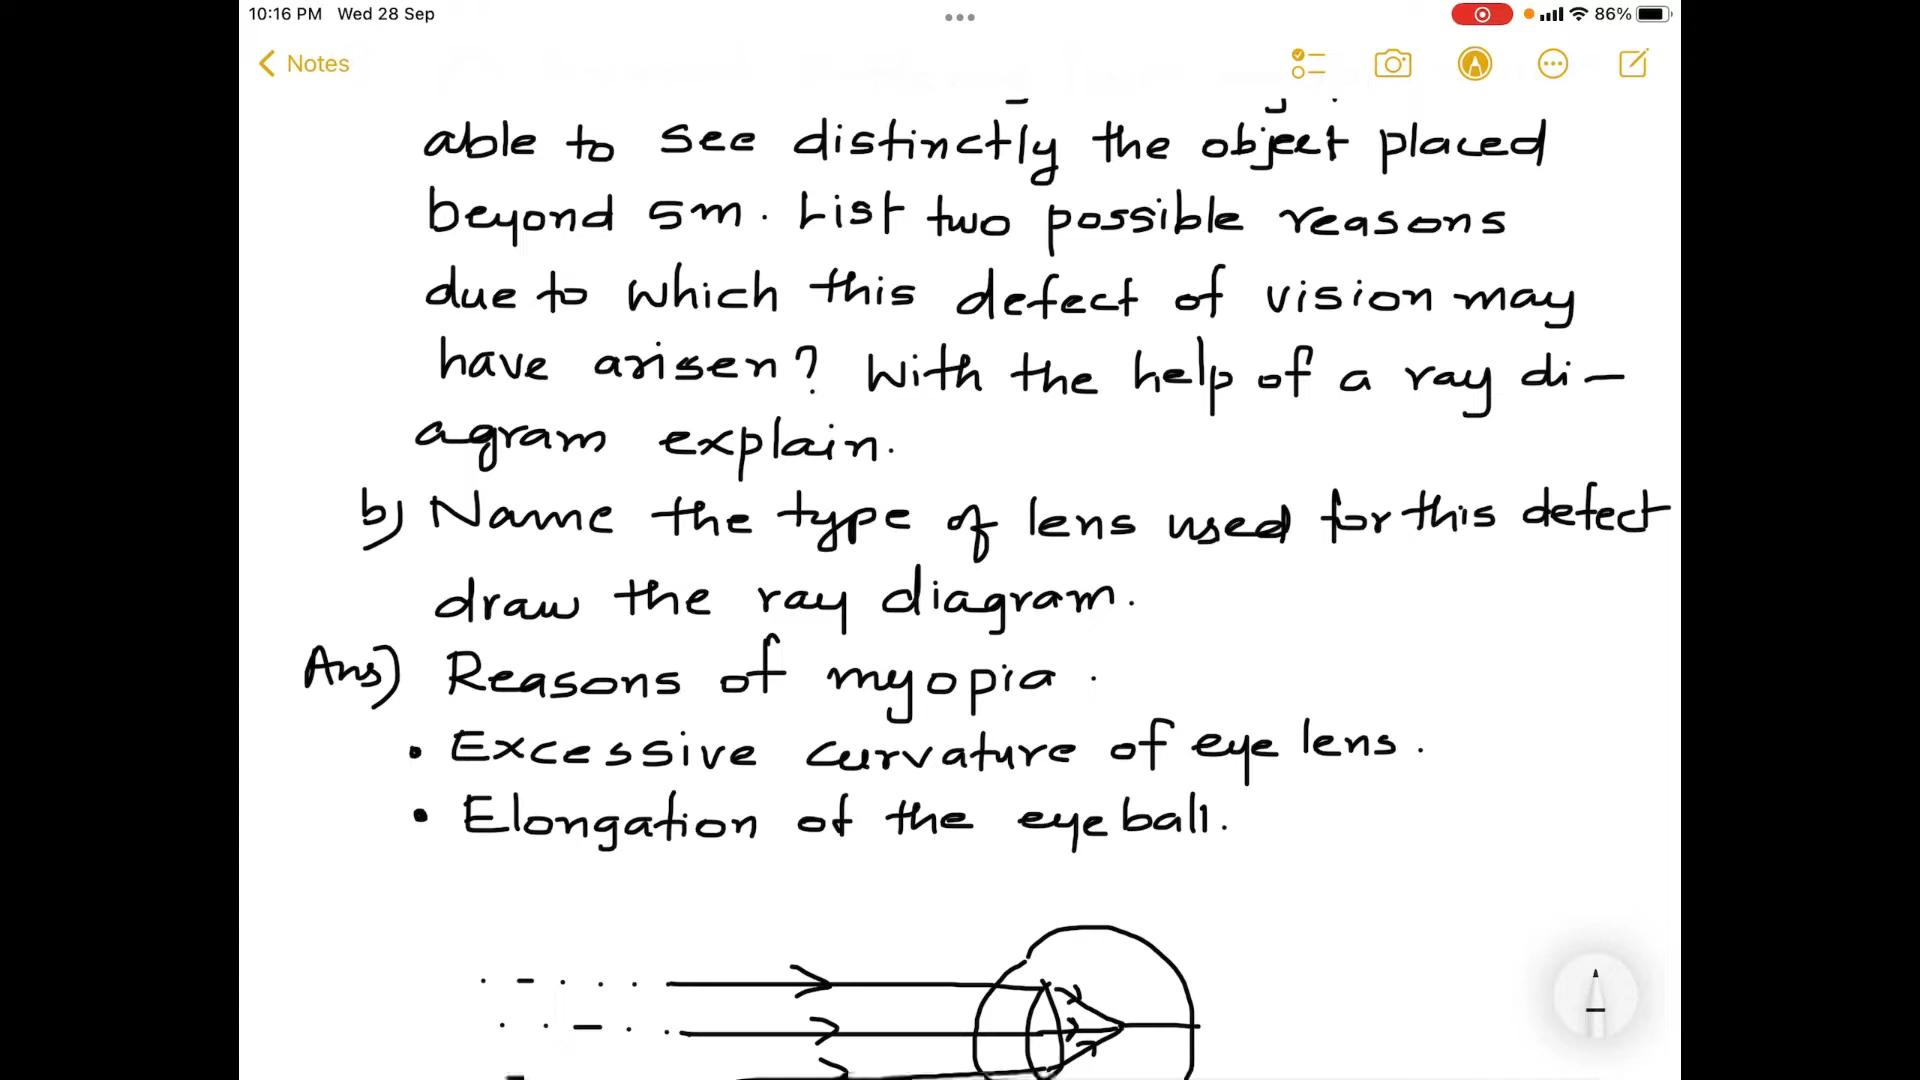 10:16 PM Wed 28 Sep
86%
Notes
able to see distinctly the object placed
beyond 5m. List two possible reasons
due to which this defect of vision may
have arisen? With the help of a ray di-
agram explain.
b) Name the type of lens used for this defect
draw the ray diagram.
Ans) Reasons of myopia.
• Excessive curvature of eye lens.
• Elongation of the eyeball.